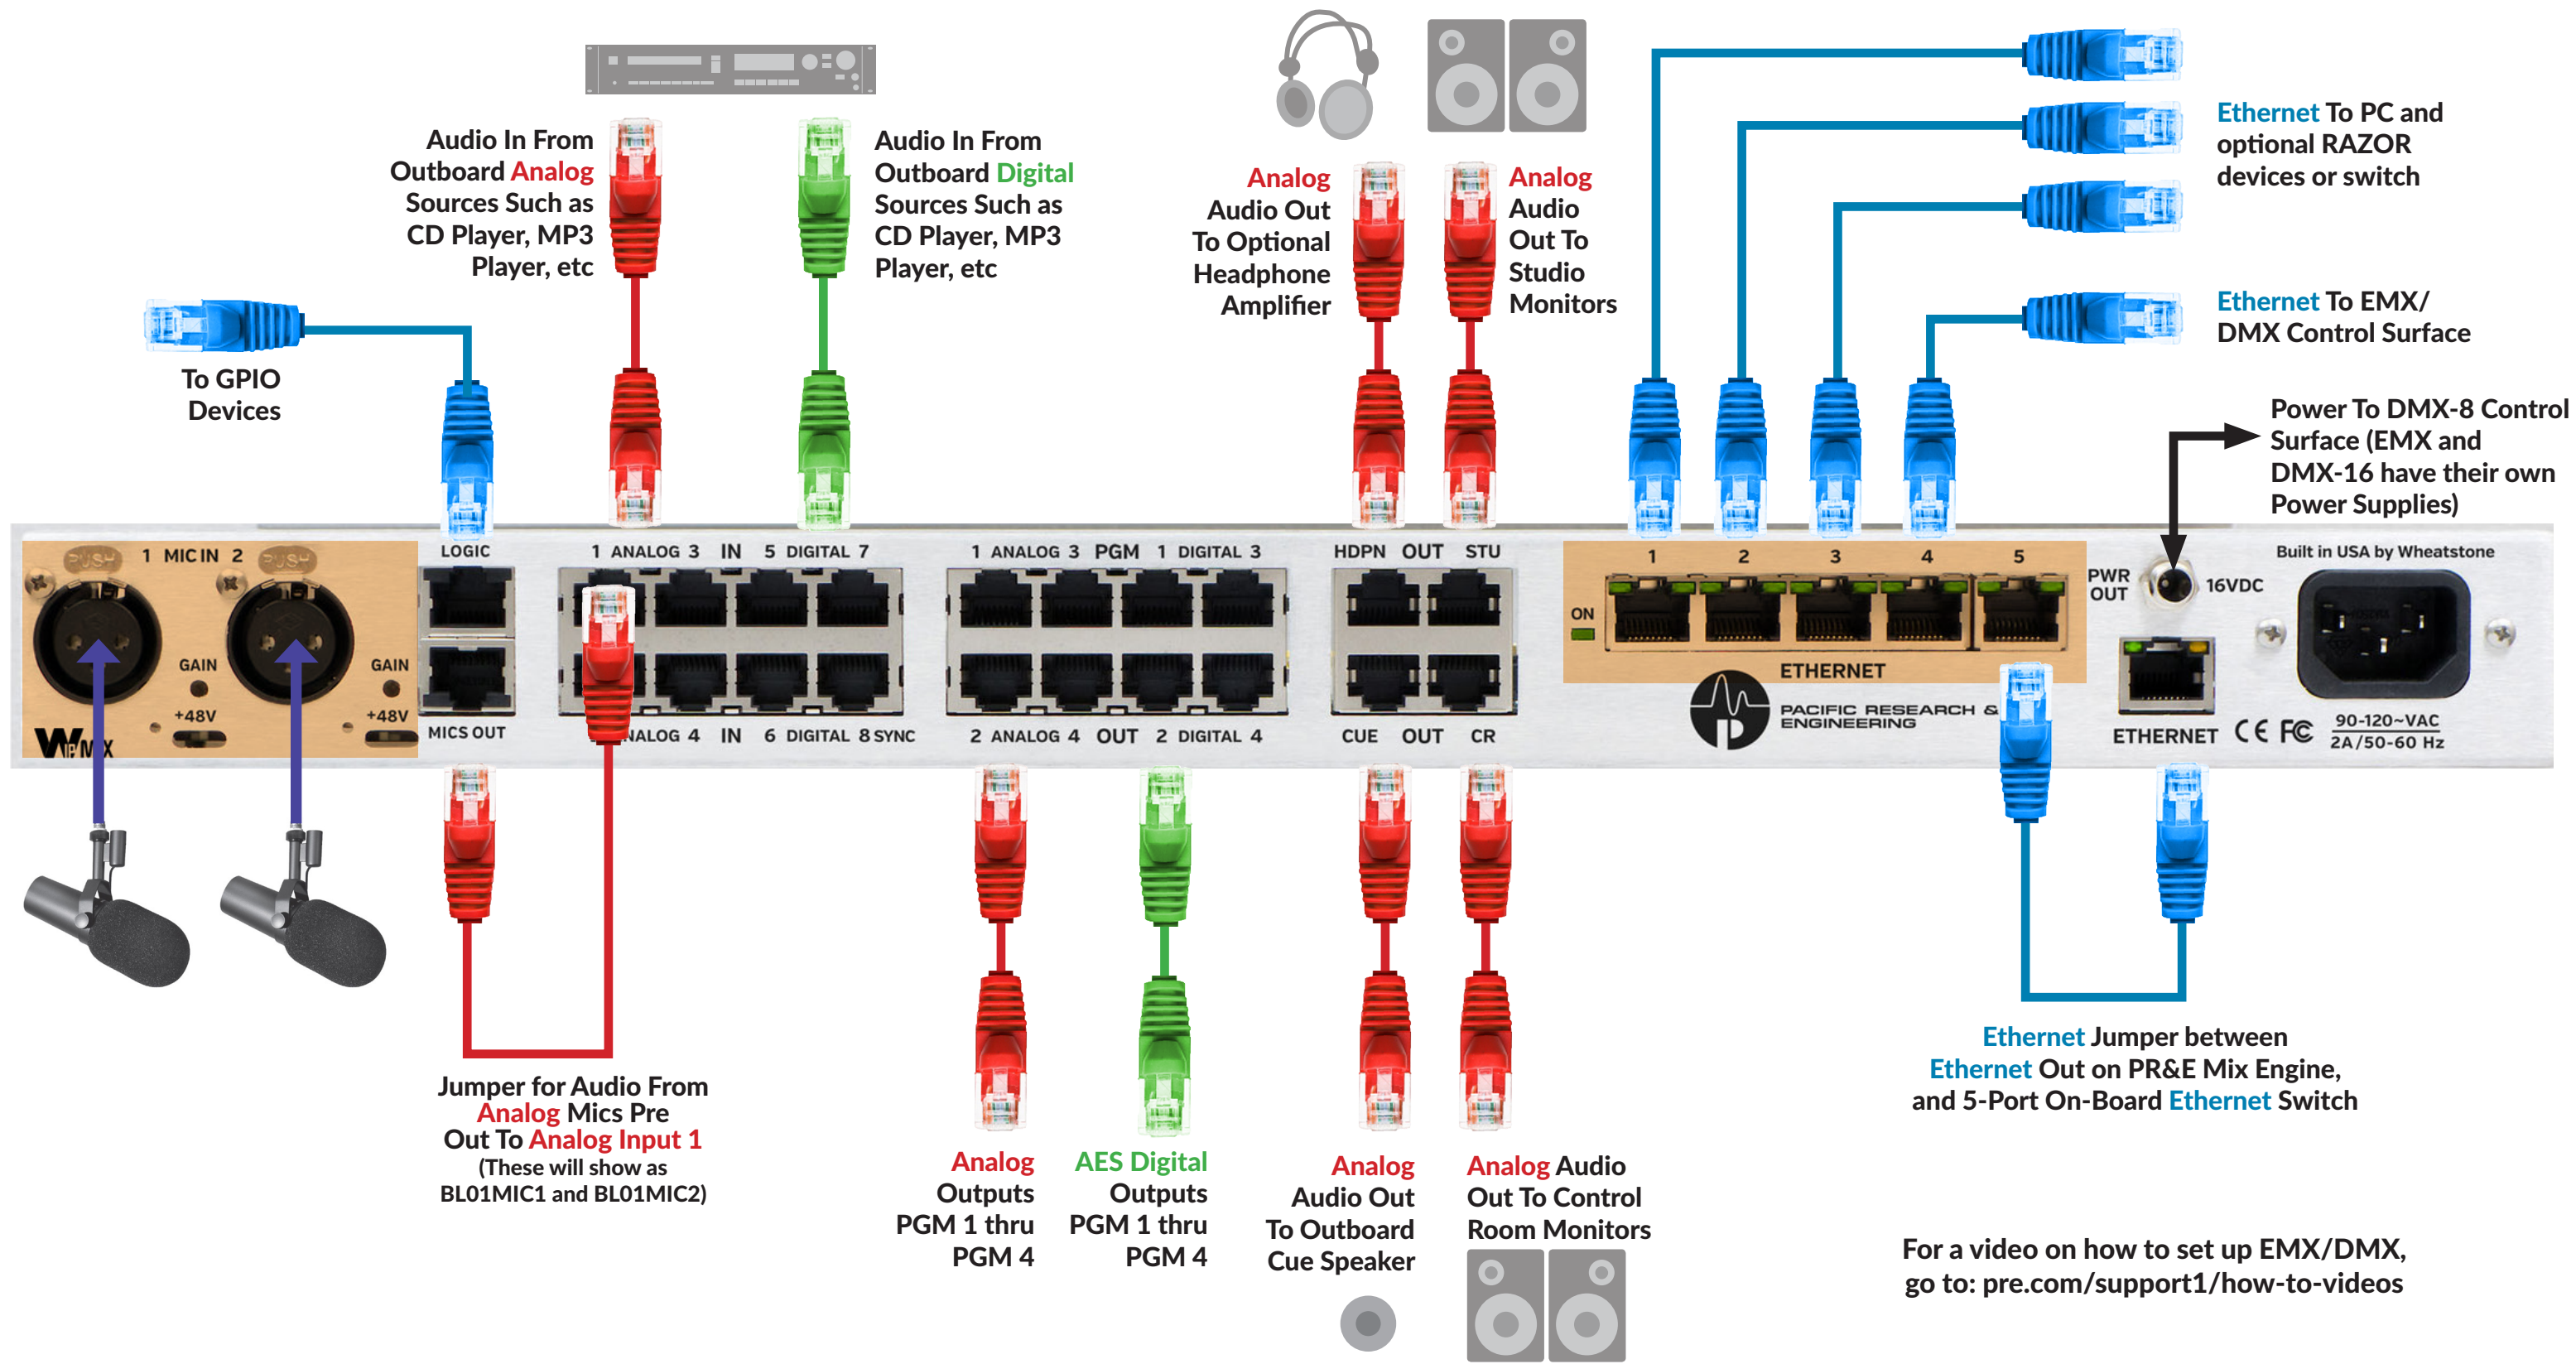 Audio In From
Outboard Analog
Sources Such as
CD Player, MP3
Player, etc
Audio In From
Outboard Digital
Sources Such as
CD Player, MP3
Player, etc
Analog
Audio Out
To Optional
Headphone
Amplifier
Analog
Audio
Out To
Studio
Monitors
Ethernet To PC and
optional RAZOR
devices or switch
Ethernet To EMX/
DMX Control Surface
To GPIO
Devices
Power To DMX-8 Control
Surface (EMX and
DMX-16 have their own
Power Supplies)
PUSH 1 MIC IN 2 PUSH
LOGIC
1 ANALOG 3 IN 5 DIGITAL 7
1 ANALOG 3 PGM 1 DIGITAL 3
HDPN OUT STU
1 2 3 4 5
Built in USA by Wheatstone
PWR
OUT
16VDC
ON
GAIN
GAIN
+48V
+48V
MICS OUT
ANALOG 4 IN 6 DIGITAL 8 SYNC
2 ANALOG 4 OUT 2 DIGITAL 4
CUE OUT CR
ETHERNET
PACIFIC RESEARCH &
ENGINEERING
ETHERNET
CE FC
90-120~VAC
2A/50-60 Hz
Jumper for Audio From
Analog Mics Pre
Out To Analog Input 1
(These will show as
BL01MIC1 and BL01MIC2)
Analog
Outputs
PGM 1 thru
PGM 4
AES Digital
Outputs
PGM 1 thru
PGM 4
Analog
Audio Out
To Outboard
Cue Speaker
Analog Audio
Out To Control
Room Monitors
Ethernet Jumper between
Ethernet Out on PR&E Mix Engine,
and 5-Port On-Board Ethernet Switch
For a video on how to set up EMX/DMX,
go to: pre.com/support1/how-to-videos